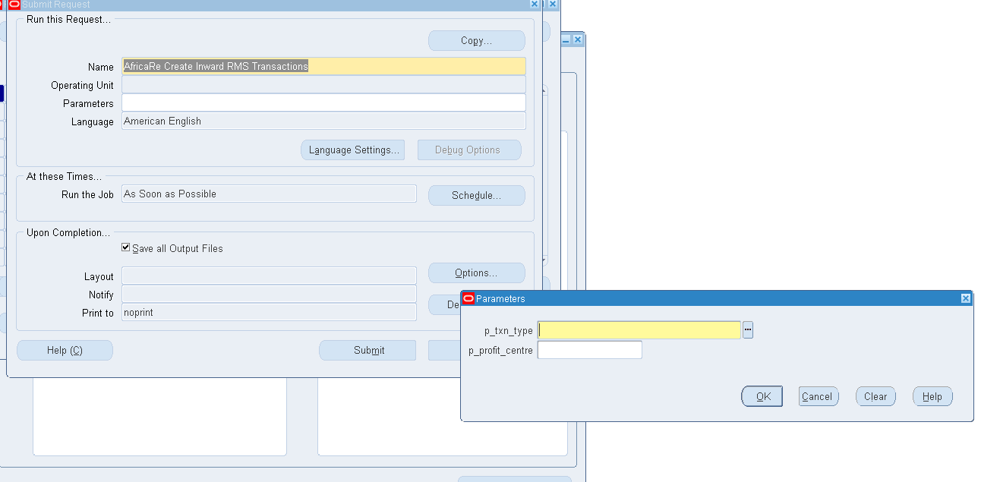 Submit Request
Run this Request...
Copy...
Name AfricaRe Create Inward RMS Transactions
Operating Unit
Parameters
Language American English
Language Settings... Debug Options
At these Times...
Run the Job As Soon as Possible Schedule...
Upon Completion...
Save all Output Files
Layout Options...
Notify
Print to noprint De
Help (C) Submit
Parameters
p_txn_type
p_profit_centre
OK Cancel Clear Help